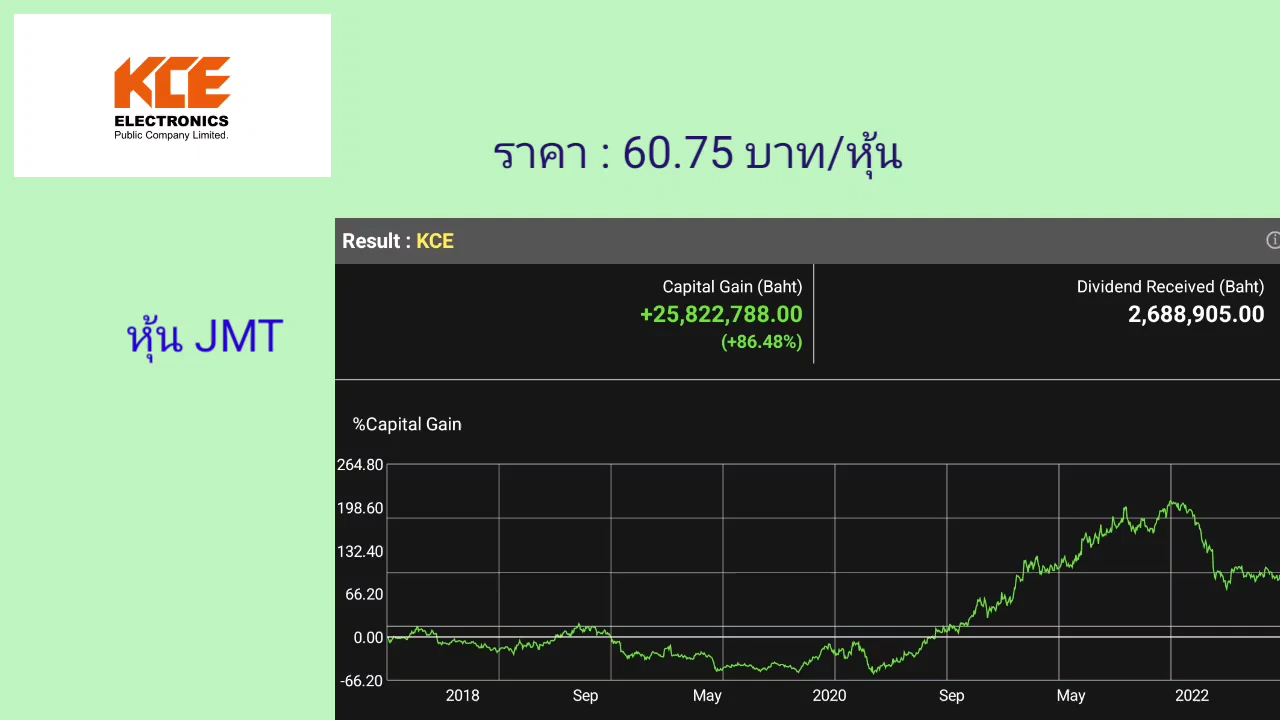 KCE
ELECTRONICS
Public Company Limited.
ราคา : 60.75 บาท/หุ้น
หุ้น JMT
Result : KCE
Capital Gain (Baht)
+25,822,788.00
(+86.48%)
Dividend Received (Baht)
2,688,905.00
%Capital Gain
264.80
198.60
132.40
66.20
0.00
-66.20
2018 Sep May 2020 Sep May 2022